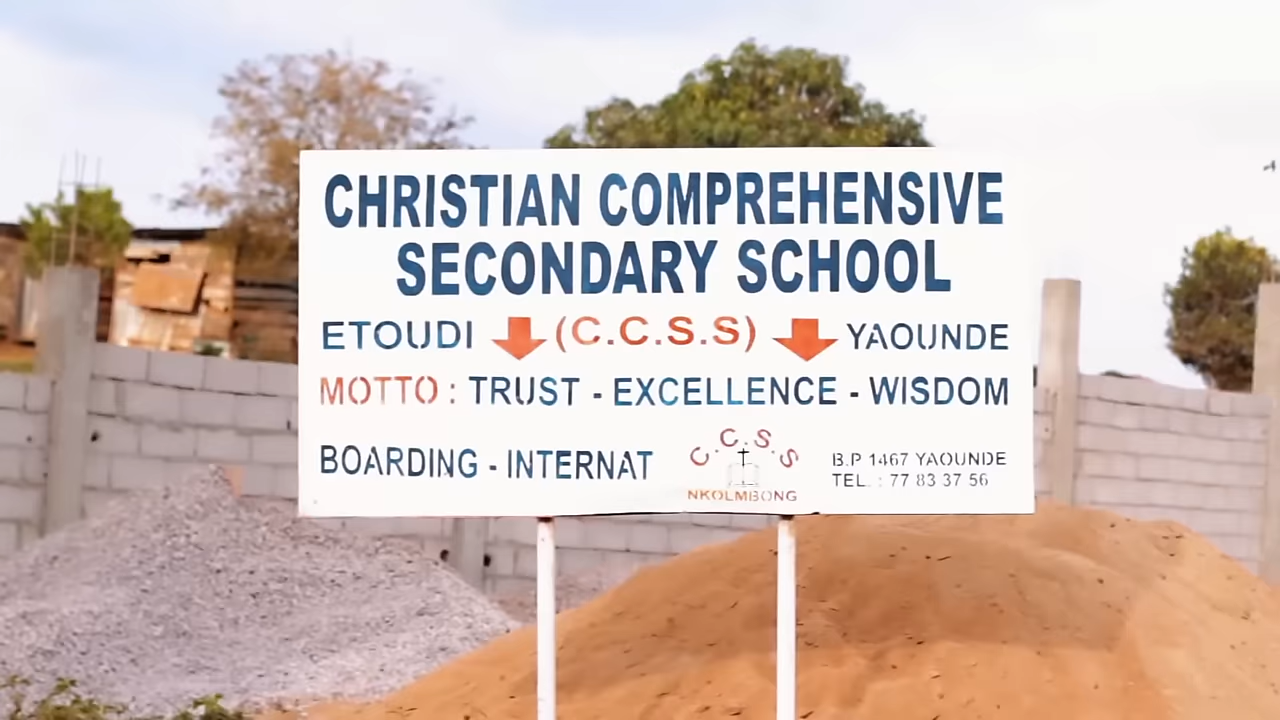 CHRISTIAN COMPREHENSIVE
SECONDARY SCHOOL
ETOUDI (C.C.S.S) YAOUNDE
MOTTO : TRUST - EXCELLENCE - WISDOM
BOARDING - INTERNAT
C.C.S.S
NKOLMBONG
B.P 1467 YAOUNDE
TEL. : 77 83 37 56